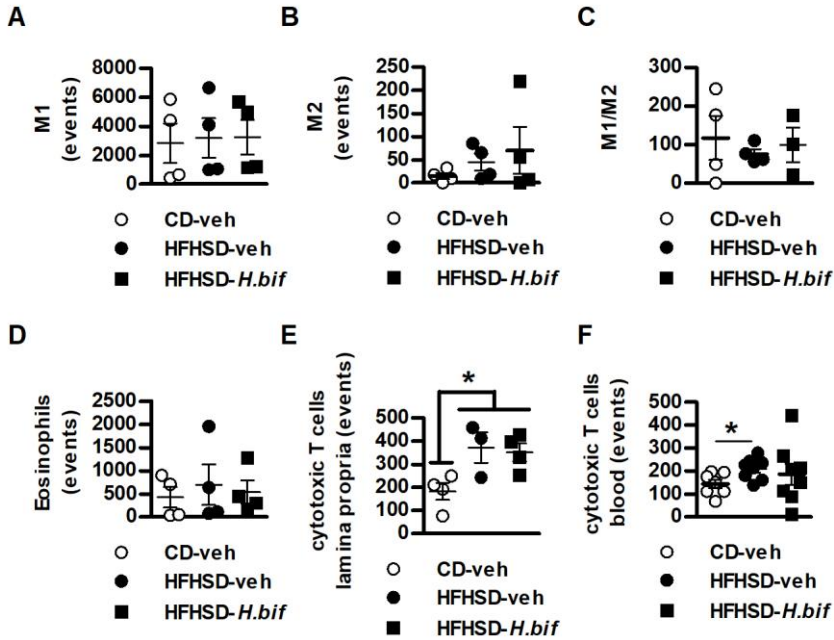 A
M1
(events)
8000
6000
4000
2000
0
CD-veh
HFHSD-veh
HFHSD-H.bif
B
M2
(events)
250
200
150
100
50
0
CD-veh
HFHSD-veh
HFHSD-H.bif
C
M1/M2
300
200
100
0
CD-veh
HFHSD-veh
HFHSD-H.bif
D
Eosinophils
(events)
2500
2000
1500
1000
500
0
CD-veh
HFHSD-veh
HFHSD-H.bif
E
cytotoxic T cells
lamina propria (events)
500
400
300
200
100
0
*
CD-veh
HFHSD-veh
HFHSD-H.bif
F
cytotoxic T cells
blood (events)
500
400
300
200
100
0
*
CD-veh
HFHSD-veh
HFHSD-H.bif